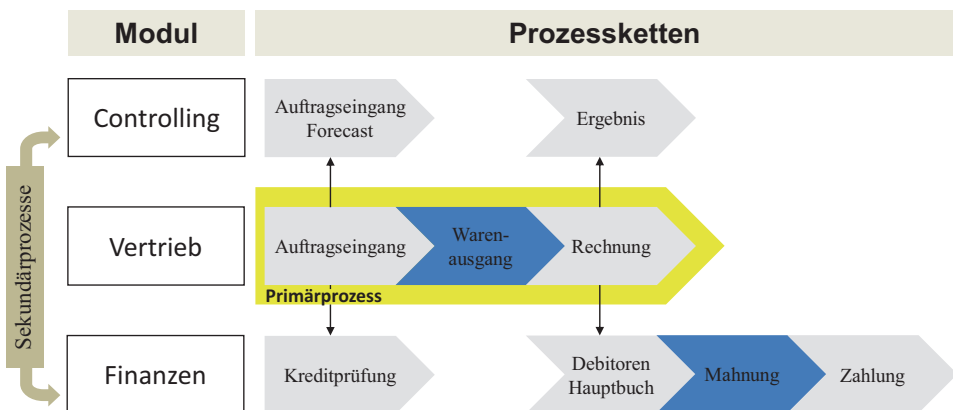 Modul
Prozessketten
Sekundärprozesse
Controlling
Auftragseingang
Forecast
Ergebnis
Vertrieb
Auftragseingang
Waren-
ausgang
Rechnung
Primärprozess
Finanzen
Kreditprüfung
Debitoren
Hauptbuch
Mahnung
Zahlung